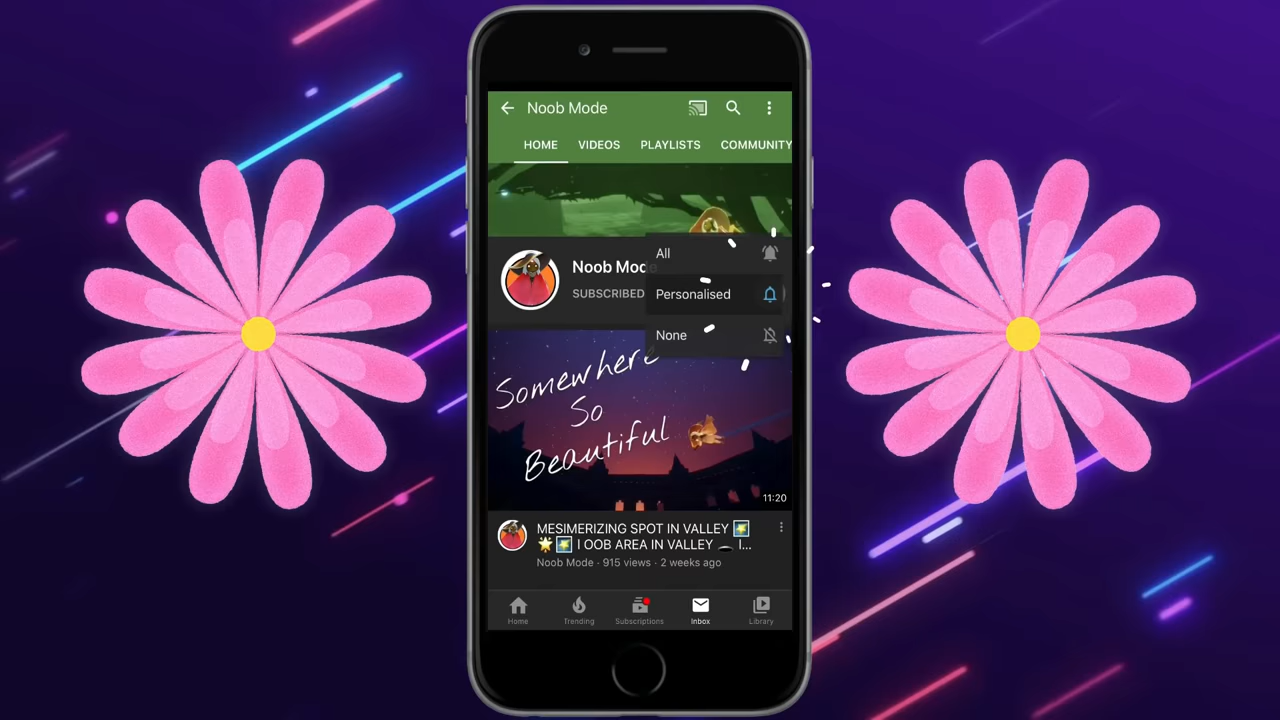 Noob Mode
HOME VIDEOS PLAYLISTS COMMUNITY
All
Noob Mode
SUBSCRIBED
Personalised
None
Somewhere
So
Beautiful
11:20
MESIMERIZING SPOT IN VALLEY 🌠
🌟🌠 I OOB AREA IN VALLEY 🕳️ I...
Noob Mode · 915 views · 2 weeks ago
Home Trending Subscriptions Inbox Library